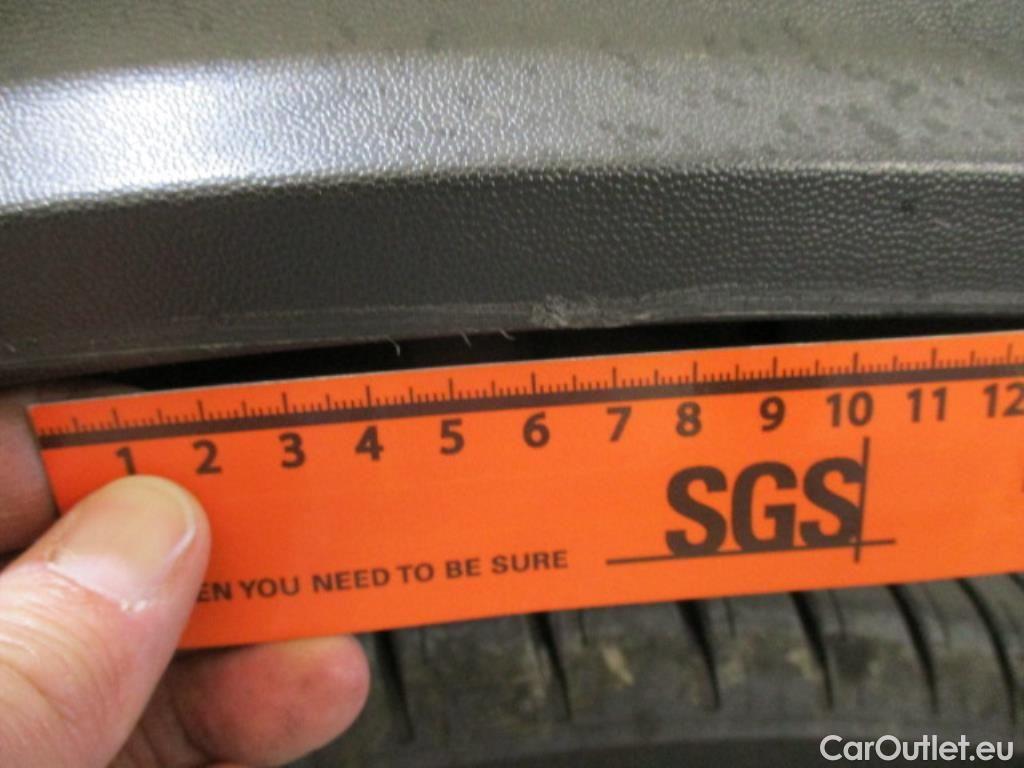 1 2 3 4 5 6 7 8 9 10 11 12
SGS
EN YOU NEED TO BE SURE
CarOutlet.eu